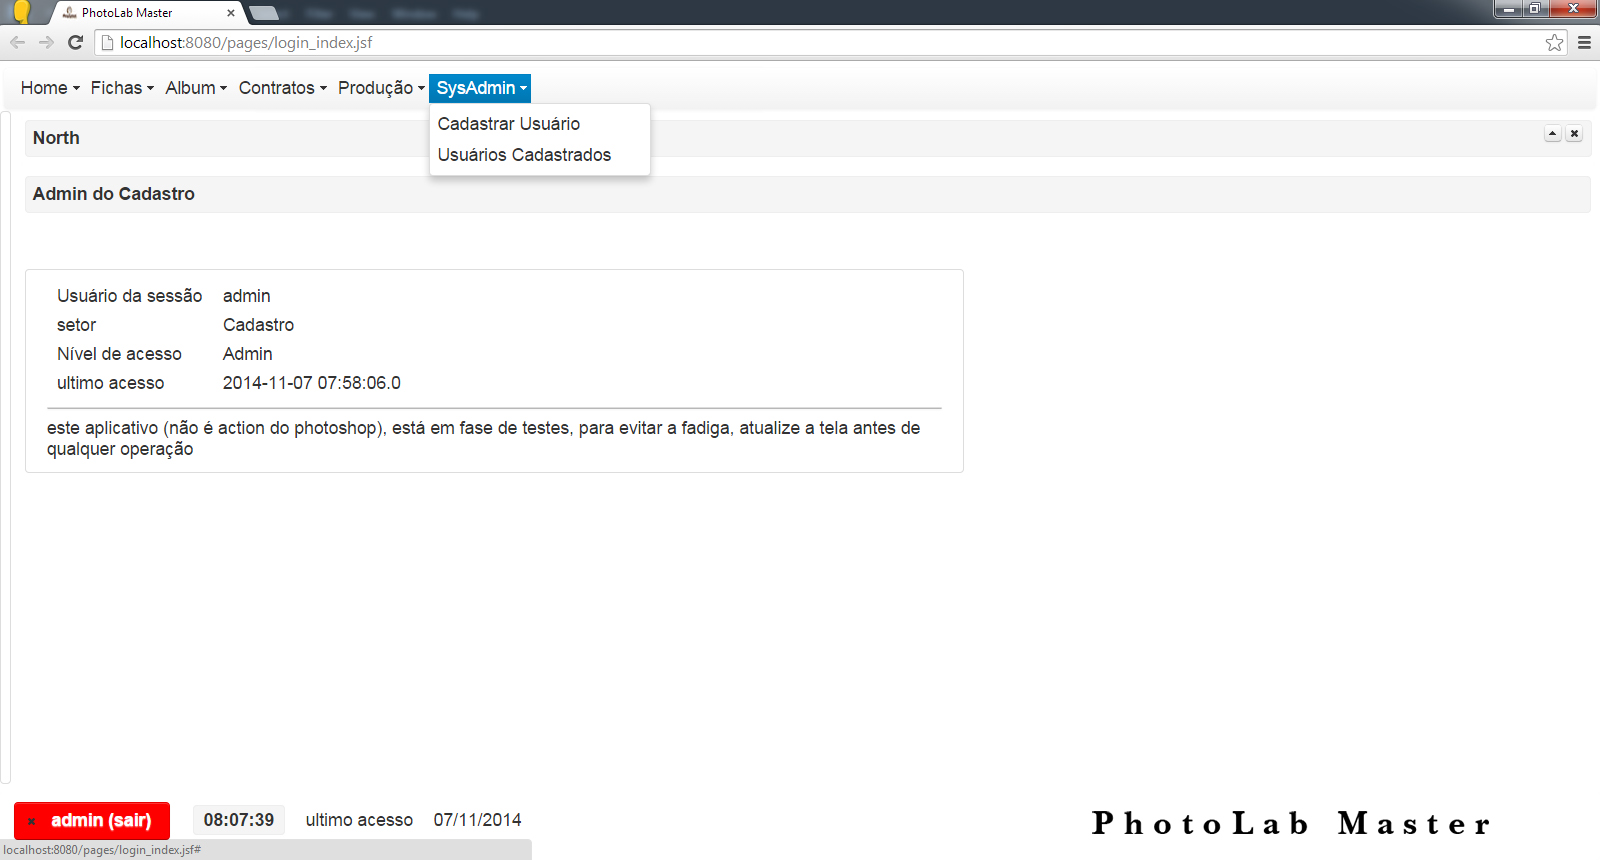 PhotoLab Master
localhost:8080/pages/login_index.jsf
Home Fichas Album Contratos Produção SysAdmin
Cadastrar Usuário
Usuários Cadastrados
North
Admin do Cadastro
Usuário da sessão admin
setor Cadastro
Nível de acesso Admin
ultimo acesso 2014-11-07 07:58:06.0
este aplicativo (não é action do photoshop), está em fase de testes, para evitar a fadiga, atualize a tela antes de
qualquer operação
admin (sair) 08:07:39 ultimo acesso 07/11/2014
PhotoLab Master
localhost:8080/pages/login_index.jsf#